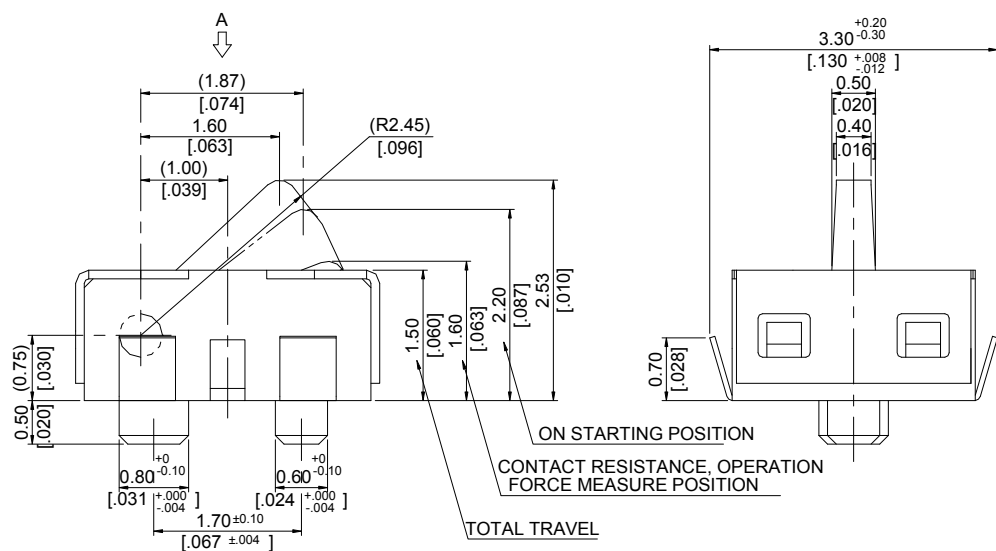 A
(1.87)
[.074]
1.60
[.063]
(1.00)
[.039]
(R2.45)
[.096]
(0.75)
[.030]
0.50
[.020]
1.50
[.060]
1.60
[.063]
2.20
[.087]
2.53
[.010]
0.80 +0 -0.10
[.031 +.000 -.004 ]
0.60 +0 -0.10
[.024 +.000 -.004 ]
1.70 ±0.10
[.067 ±.004 ]
ON STARTING POSITION
CONTACT RESISTANCE, OPERATION
FORCE MEASURE POSITION
TOTAL TRAVEL
3.30 +0.20 -0.30
[.130 +.008 -.012 ]
0.50
[.020]
0.40
[.016]
0.70
[.028]